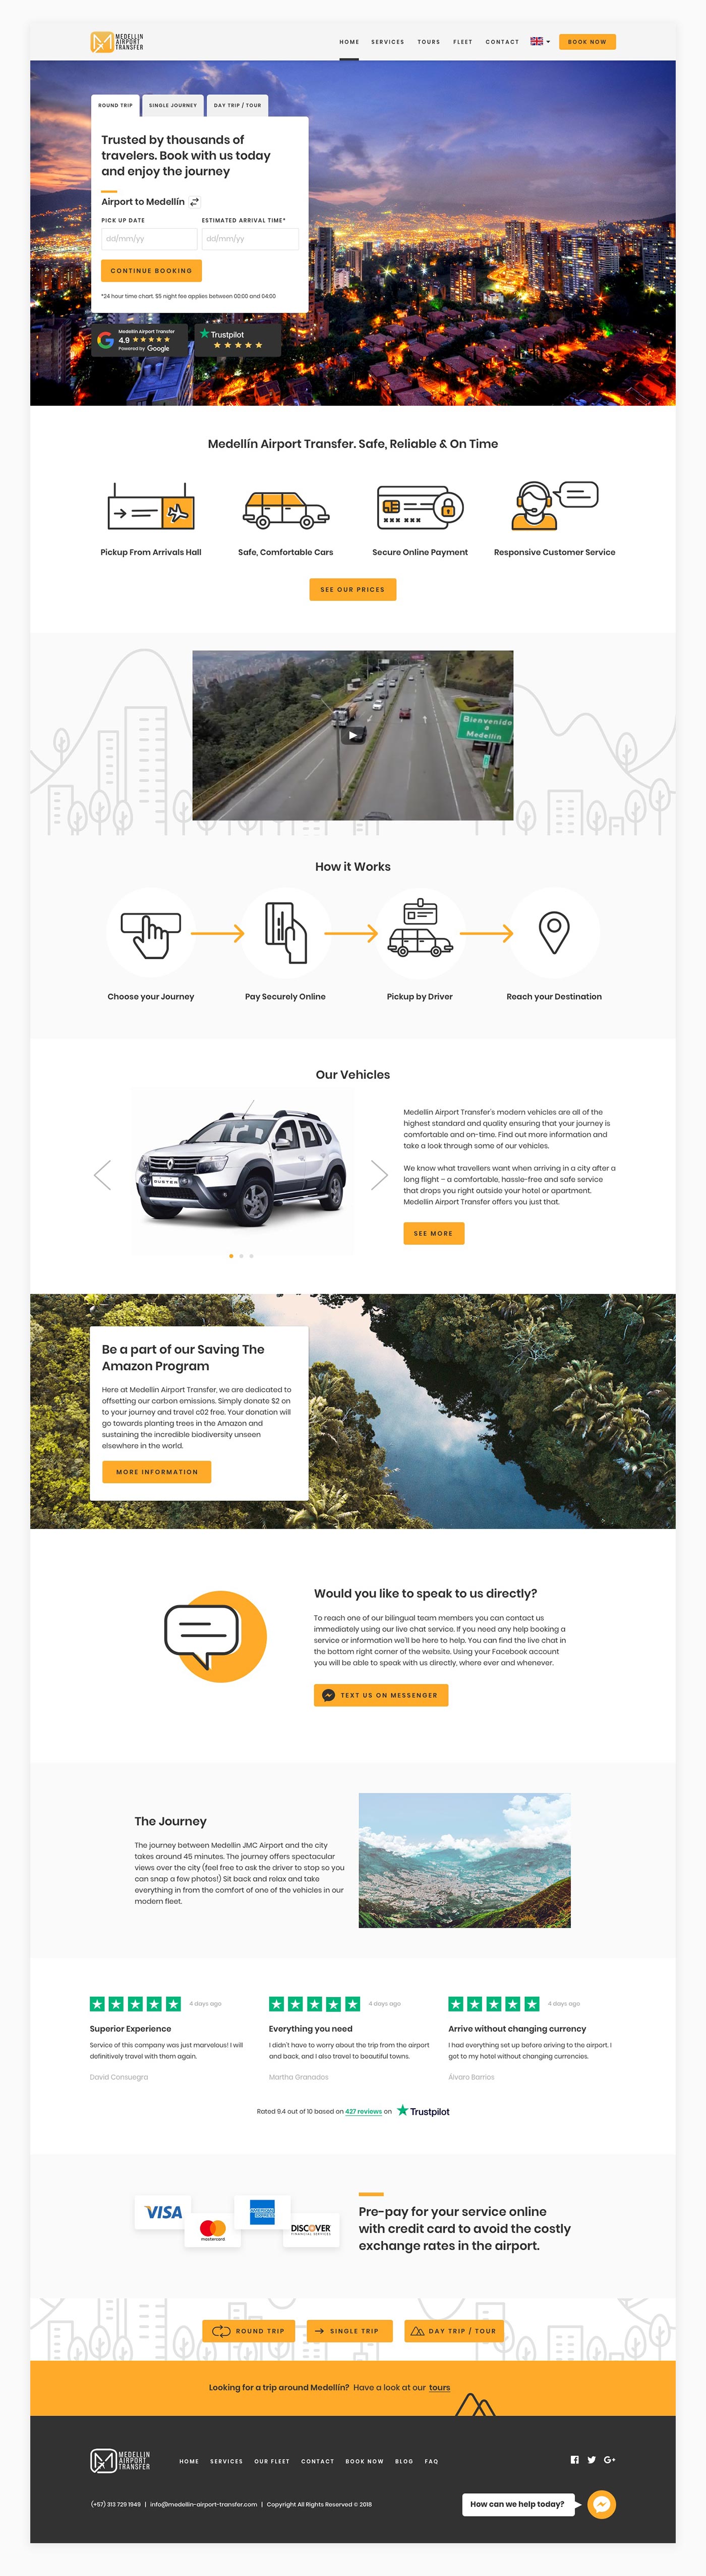 MEDELLIN
AIRPORT
TRANSFER
HOME SERVICES TOURS FLEET CONTACT
BOOK NOW
ROUND TRIP SINGLE JOURNEY DAY TRIP / TOUR
Trusted by thousands of
travelers. Book with us today
and enjoy the journey
Airport to Medellín
PICK UP DATE ESTIMATED ARRIVAL TIME*
dd/mm/yy dd/mm/yy
CONTINUE BOOKING
*24 hour time chart. $5 night fee applies between 00:00 and 04:00
Medellín Airport Transfer
4.9
Powered by Google
Trustpilot
Medellín Airport Transfer. Safe, Reliable & On Time
Pickup From Arrivals Hall
Safe, Comfortable Cars
Secure Online Payment
Responsive Customer Service
SEE OUR PRICES
Bienvenido
a
Medellín
How it Works
Choose your Journey
Pay Securely Online
Pickup by Driver
Reach your Destination
Our Vehicles
DUSTER
Medellín Airport Transfer's modern vehicles are all of the
highest standard and quality ensuring that your journey is
comfortable and on-time. Find out more information and
take a look through some of our vehicles.
We know what travellers want when arriving in a city after a
long flight – a comfortable, hassle-free and safe service
that drops you right outside your hotel or apartment.
Medellín Airport Transfer offers you just that.
SEE MORE
Be a part of our Saving The
Amazon Program
Here at Medellín Airport Transfer, we are dedicated to
offsetting our carbon emissions. Simply donate $2 on
to your journey and travel c02 free. Your donation will
go towards planting trees in the Amazon and
sustaining the incredible biodiversity unseen
elsewhere in the world.
MORE INFORMATION
Would you like to speak to us directly?
To reach one of our bilingual team members you can contact us
immediately using our live chat service. If you need any help booking a
service or information we'll be here to help. You can find the live chat in
the bottom right corner of the website. Using your Facebook account
you will be able to speak with us directly, where ever and whenever.
TEXT US ON MESSENGER
The Journey
The journey between Medellín JMC Airport and the city
takes around 45 minutes. The journey offers spectacular
views over the city (feel free to ask the driver to stop so you
can snap a few photos!) Sit back and relax and take
everything in from the comfort of one of the vehicles in our
modern fleet.
4 days ago
Superior Experience
Service of this company was just marvelous! I will
definitively travel with them again.
David Consuegra
4 days ago
Everything you need
I didn't have to worry about the trip from the airport
and back, and I also travel to beautiful towns.
Martha Granados
4 days ago
Arrive without changing currency
I had everything set up before arriving to the airport. I
got to my hotel without changing currencies.
Álvaro Barrios
Rated 9,4 out of 10 based on 427 reviews on Trustpilot
VISA
mastercard
AMERICAN
EXPRESS
DISCOVER
FINANCIAL SERVICES
Pre-pay for your service online
with credit card to avoid the costly
exchange rates in the airport.
ROUND TRIP
SINGLE TRIP
DAY TRIP / TOUR
Looking for a trip around Medellín? Have a look at our tours
MEDELLIN
AIRPORT
TRANSFER
HOME SERVICES OUR FLEET CONTACT BOOK NOW BLOG FAQ
(+57) 313 729 1949 | info@medellin-airport-transfer.com | Copyright All Rights Reserved © 2018
How can we help today?